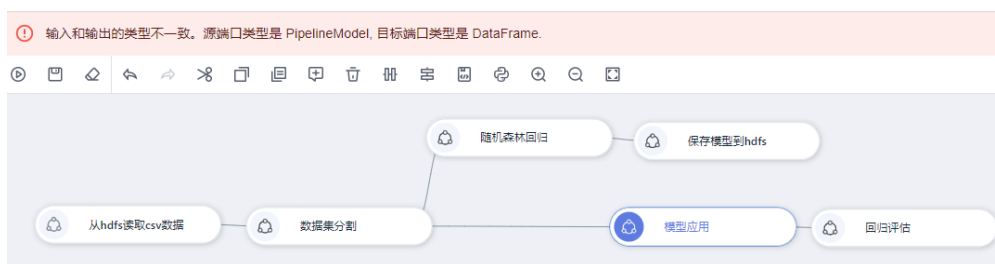 输入和输出的类型不一致。源端口类型是 PipelineModel, 目标端口类型是 DataFrame.
随机森林回归
保存模型到hdfs
从hdfs读取csv数据
数据集分割
模型应用
回归评估